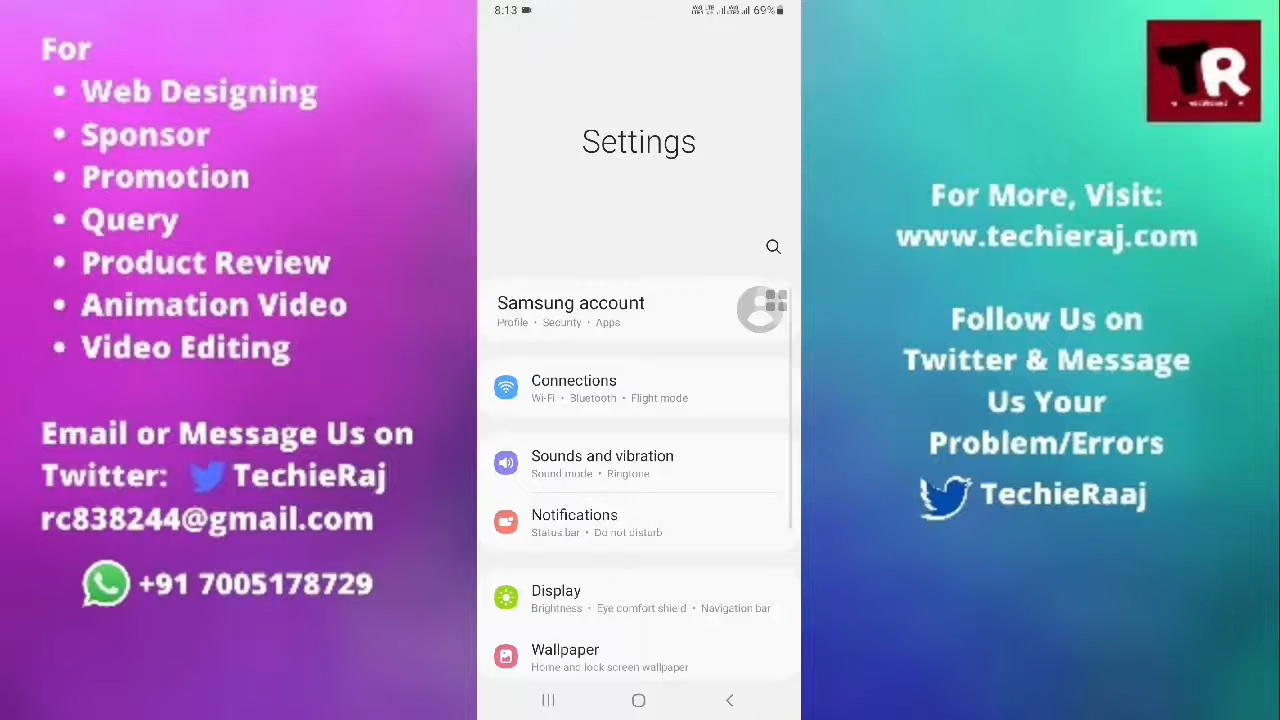 For
• Web Designing
• Sponsor
• Promotion
• Query
• Product Review
• Animation Video
• Video Editing
Email or Message Us on
Twitter: TechieRaj
rc838244@gmail.com
+91 7005178729
8:13
69%
Settings
Samsung account
Profile • Security • Apps
Connections
Wi-Fi • Bluetooth • Flight mode
Sounds and vibration
Sound mode • Ringtone
Notifications
Status bar • Do not disturb
Display
Brightness • Eye comfort shield • Navigation bar
Wallpaper
Home and lock screen wallpaper
TR
For More, Visit:
www.techieraj.com
Follow Us on
Twitter & Message
Us Your
Problem/Errors
TechieRaaj